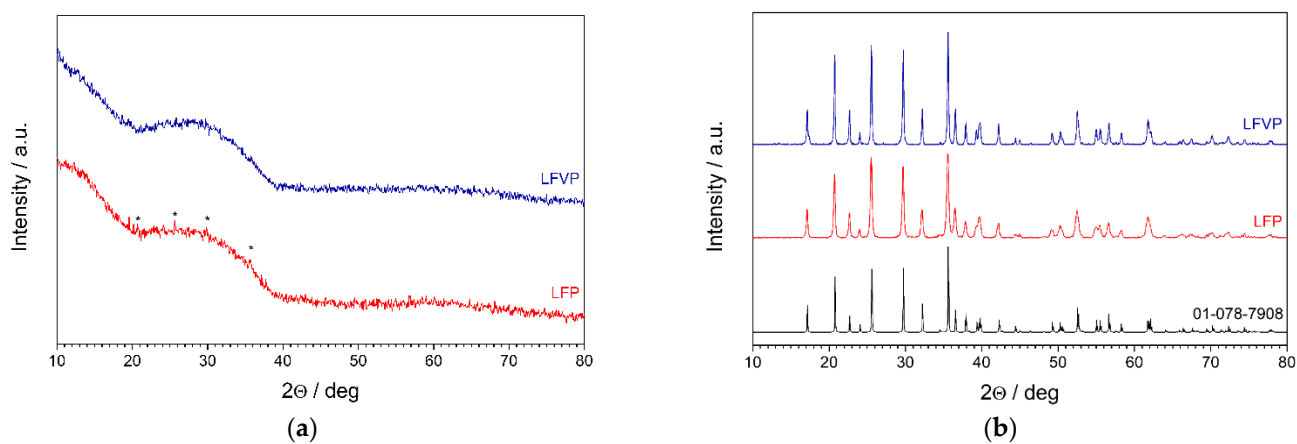 Intensity / a.u.
LFVP
* * * *
LFP
10 20 30 40 50 60 70 80
2Θ / deg
(a)
Intensity / a.u.
LFVP
LFP
01-078-7908
10 20 30 40 50 60 70 80
2Θ / deg
(b)